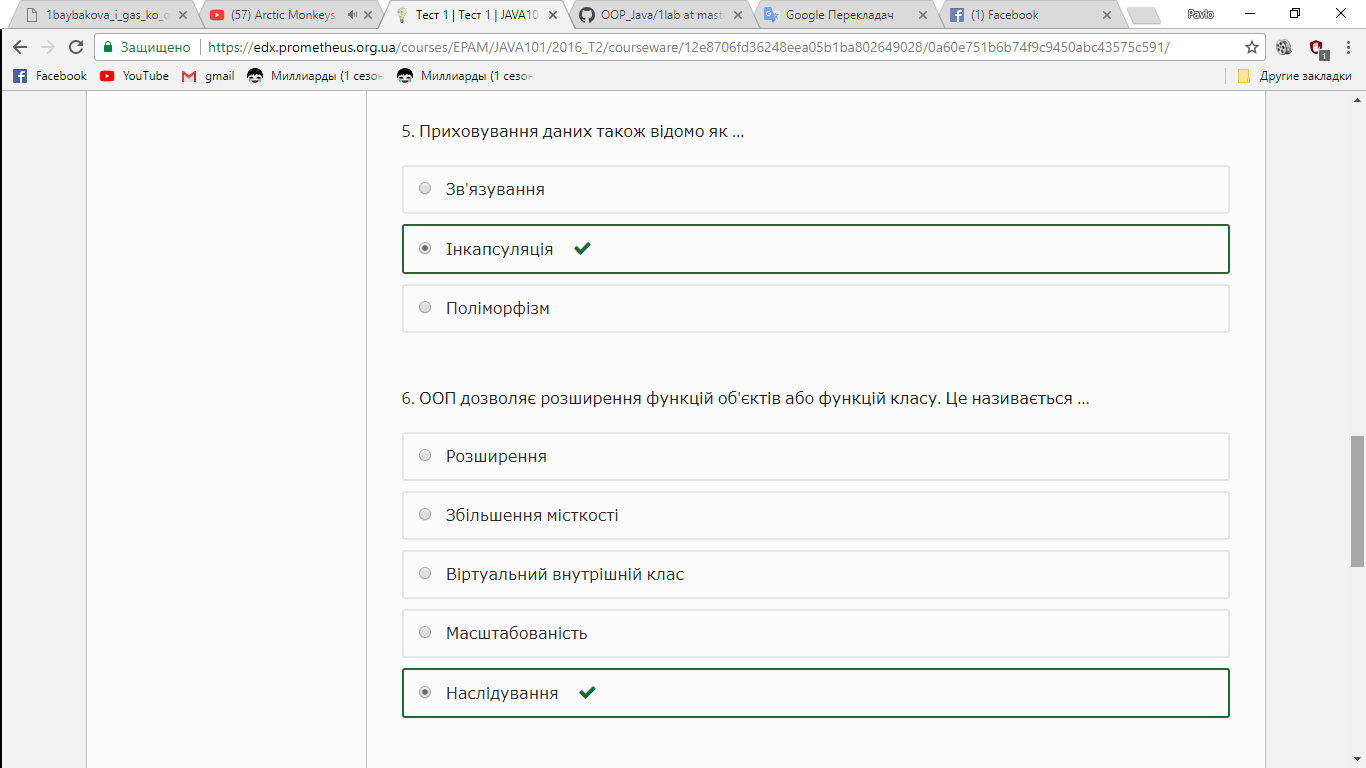 1baybakova_i_gas_ko_o
(57) Arctic Monkeys
Тест 1 | Тест 1 | JAVA10
OOP_Java/1lab at mast
Google Перекладач
(1) Facebook
Pavlo
Защищено
https://edx.prometheus.org.ua/courses/EPAM/JAVA101/2016_T2/courseware/12e8706fd36248eea05b1ba802649028/0a60e751b6b74f9c9450abc43575c591/
1
Facebook
YouTube
gmail
Миллиарды (1 сезон
Миллиарды (1 сезон
Другие закладки
5. Приховування даних також відомо як ...
Зв'язування
Інкапсуляція
Поліморфізм
6. ООП дозволяє розширення функцій об'єктів або функцій класу. Це називається ...
Розширення
Збільшення місткості
Віртуальний внутрішній клас
Масштабованість
Наслідування